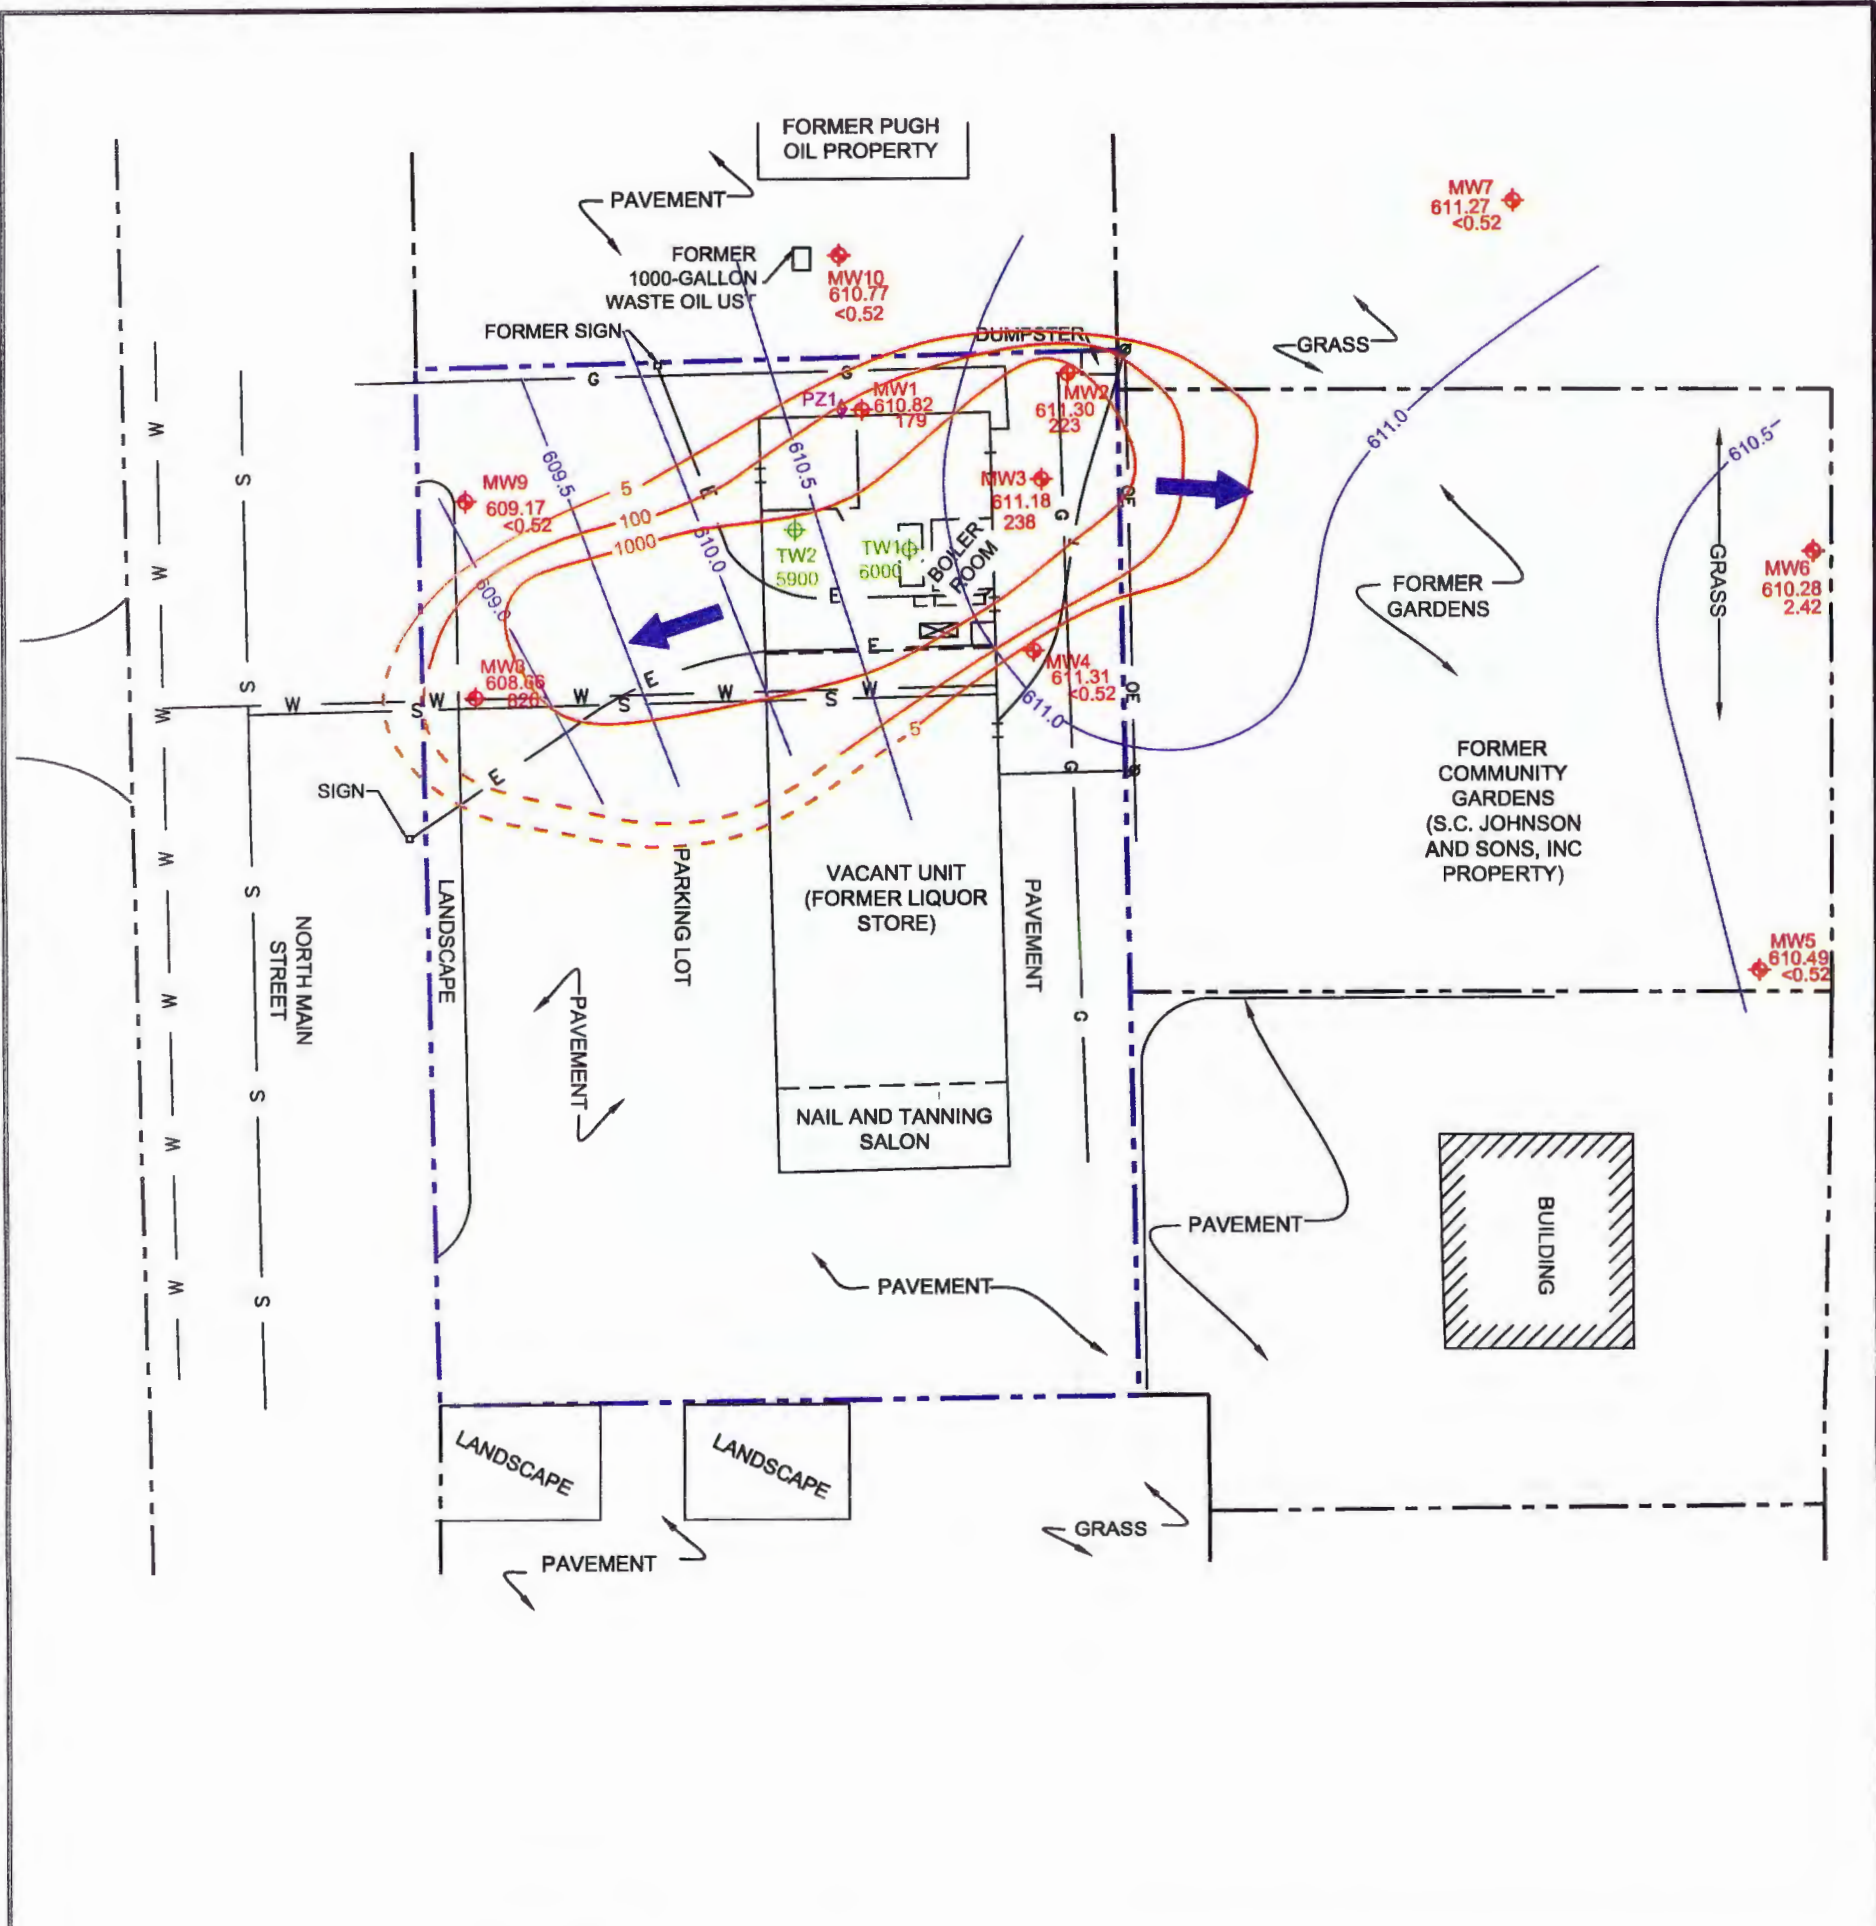 FORMER PUGH
OIL PROPERTY
PAVEMENT
MW7
611.27
<0.52
FORMER
1000-GALLON
WASTE OIL UST
MW10
610.77
<0.52
FORMER SIGN
DUMPSTER
GRASS
G
G
PZ1
MW1
610.82
179
MW2
611.30
223
611.0
610.5
W
S
MW9
609.17
<0.52
609.5
5
E
610.5
MW3
611.18
238
G
OE
100
1000
610.0
TW2
5900
TW1
6000
BOILER
ROOM
W
609.0
E
FORMER
GARDENS
GRASS
MW6
610.28
2.42
E
E
MW8
608.66
826
MW4
611.31
<0.52
OE
611.0
S
W
W
S
W
W
S
W
S
W
5
G
FORMER
COMMUNITY
GARDENS
(S.C. JOHNSON
AND SONS, INC
PROPERTY)
SIGN
E
W
S
PARKING LOT
LANDSCAPE
VACANT UNIT
(FORMER LIQUOR
STORE)
PAVEMENT
NORTH MAIN
STREET
MW5
610.49
<0.52
W
PAVEMENT
G
S
W
NAIL AND TANNING
SALON
PAVEMENT
BUILDING
W
S
PAVEMENT
LANDSCAPE
LANDSCAPE
GRASS
PAVEMENT